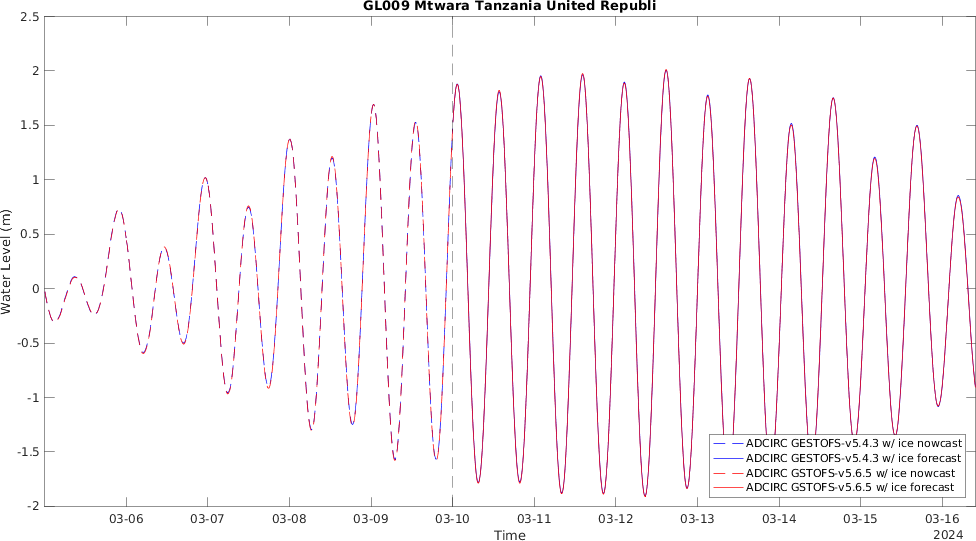 GL009 Mtwara Tanzania United Republi
2.5
2
1.5
1
0.5
0
-0.5
-1
-1.5
-2
Water Level (m)
ADCIRC GESTOFS-v5.4.3 w/ ice nowcast
ADCIRC GESTOFS-v5.4.3 w/ ice forecast
ADCIRC GSTOFS-v5.6.5 w/ ice nowcast
ADCIRC GSTOFS-v5.6.5 w/ ice forecast
03-06 03-07 03-08 03-09 03-10 03-11 03-12 03-13 03-14 03-15 03-16
Time
2024